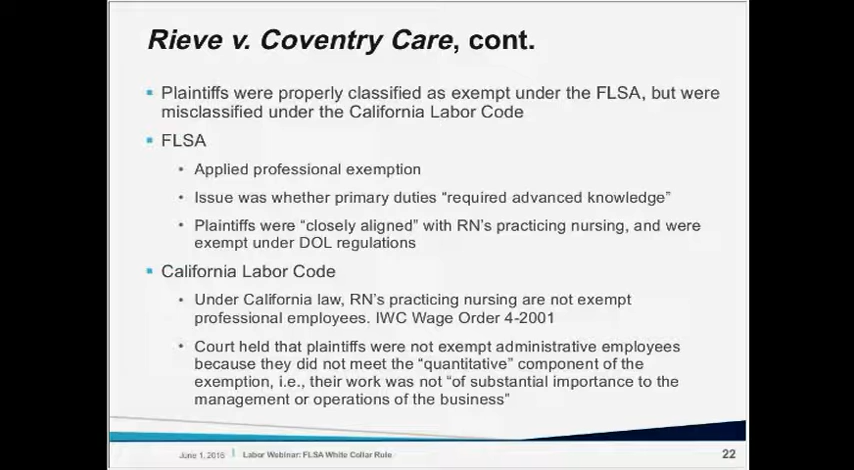 Rieve v. Coventry Care, cont.
Plaintiffs were properly classified as exempt under the FLSA, but were
misclassified under the California Labor Code
FLSA
Applied professional exemption
Issue was whether primary duties “required advanced knowledge”
Plaintiffs were “closely aligned” with RN’s practicing nursing, and were
exempt under DOL regulations
California Labor Code
Under California law, RN’s practicing nursing are not exempt
professional employees. IWC Wage Order 4-2001
Court held that plaintiffs were not exempt administrative employees
because they did not meet the “quantitative” component of the
exemption, i.e., their work was not “of substantial importance to the
management or operations of the business”
June 1, 2016 | Labor Webinar: FLSA White Collar Rule 22